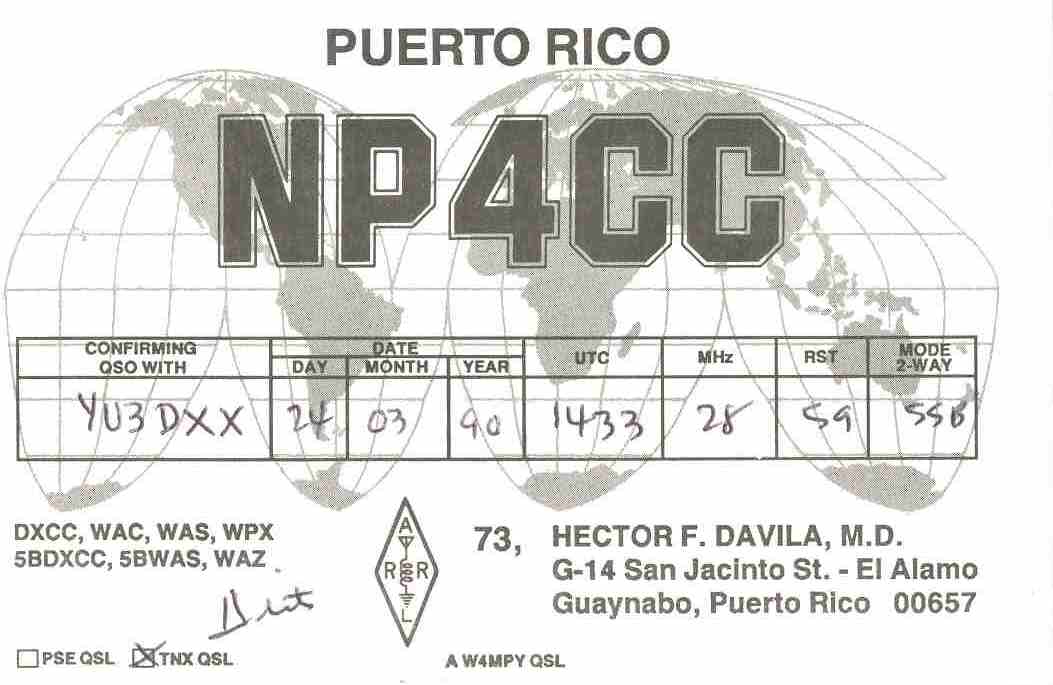 PUERTO RICO
NP4CC
CONFIRMING QSO WITH DATE DAY MONTH YEAR UTC MHz RST MODE 2-WAY
YU3DXX 24 03 90 1433 28 59 SSB
DXCC, WAC, WAS, WPX
5BDXCC, 5BWAS, WAZ
A
R R
L
73, HECTOR F. DAVILA, M.D.
G-14 San Jacinto St. - El Alamo
Guaynabo, Puerto Rico 00657
PSE QSL TNX QSL
A W4MPY QSL